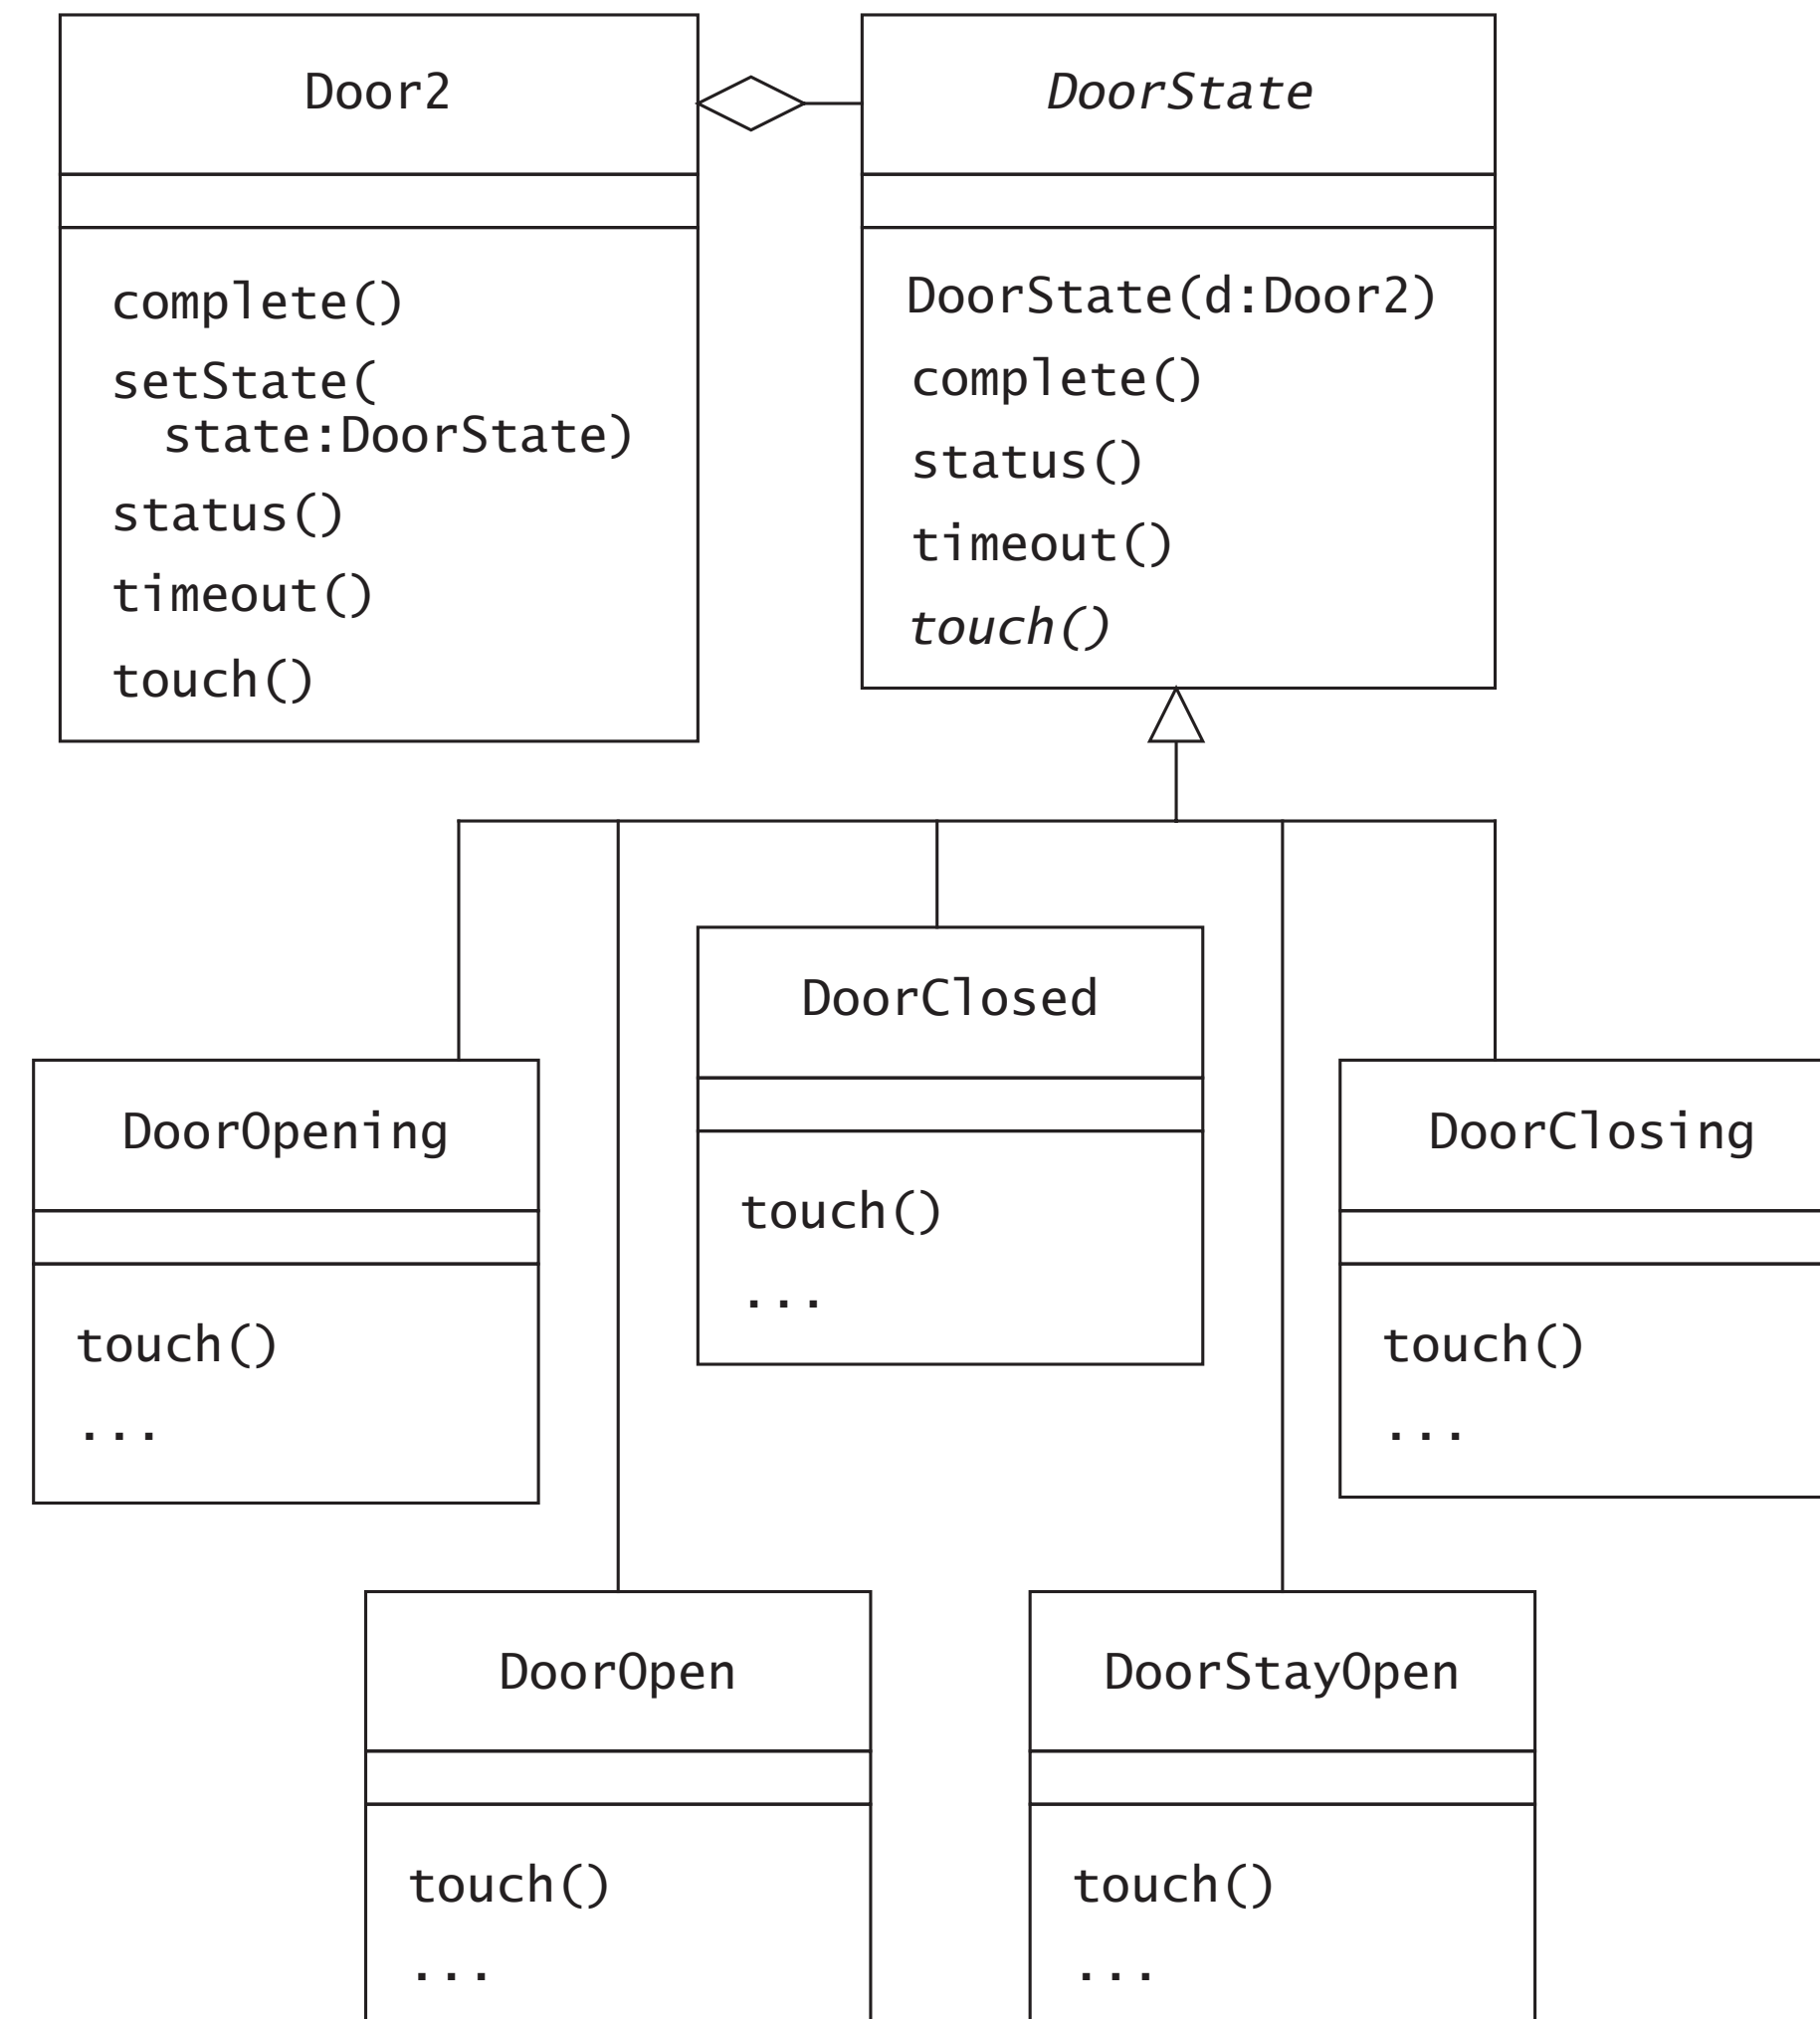 Door2
complete()
setState(
state:DoorState)
status()
timeout()
touch()
DoorState
DoorState(d:Door2)
complete()
status()
timeout()
touch()
DoorClosed
touch()
...
DoorOpening
touch()
...
DoorClosing
touch()
...
DoorOpen
touch()
...
DoorStayOpen
touch()
...